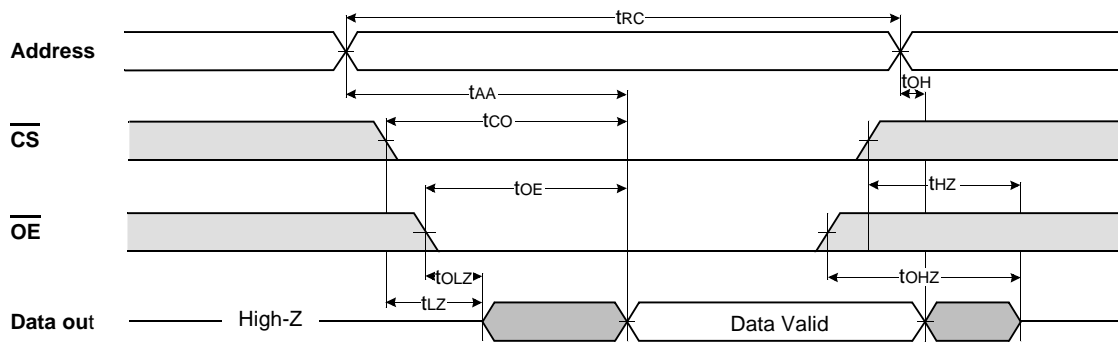 tRC
Address
tOH
tAA
tCO
CS
tHZ
tOE
OE
tOLZ
tOHZ
tLZ
Data out
High-Z
Data Valid